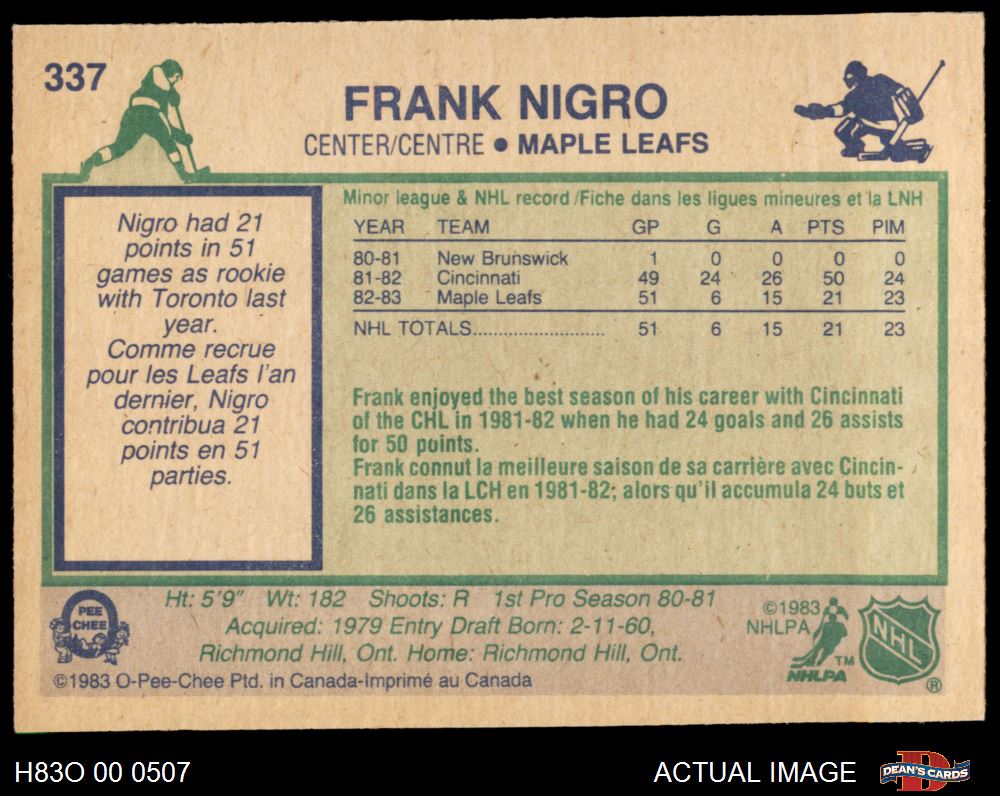 337
FRANK NIGRO
CENTER/CENTRE • MAPLE LEAFS
Nigro had 21
points in 51
games as rookie
with Toronto last
year.
Comme recrue
pour les Leafs l'an
dernier, Nigro
contribua 21
points en 51
parties.
Minor league & NHL record /Fiche dans les ligues mineures et la LNH
YEAR TEAM GP G A PTS PIM
80-81 New Brunswick 1 0 0 0 0
81-82 Cincinnati 49 24 26 50 24
82-83 Maple Leafs 51 6 15 21 23
NHL TOTALS........................... 51 6 15 21 23
Frank enjoyed the best season of his career with Cincinnati
of the CHL in 1981-82 when he had 24 goals and 26 assists
for 50 points.
Frank connut la meilleure saison de sa carrière avec Cincin-
nati dans la LCH en 1981-82; alors qu'il accumula 24 buts et
26 assistances.
O PEE CHEE
Ht: 5'9" Wt: 182 Shoots: R 1st Pro Season 80-81
Acquired: 1979 Entry Draft Born: 2-11-60,
Richmond Hill, Ont. Home: Richmond Hill, Ont.
©1983 O-Pee-Chee Ptd. in Canada-Imprimé au Canada
©1983
NHLPA
TM
NHLPA
NHL
®
H83O 00 0507
ACTUAL IMAGE
D
DEAN'S CARDS